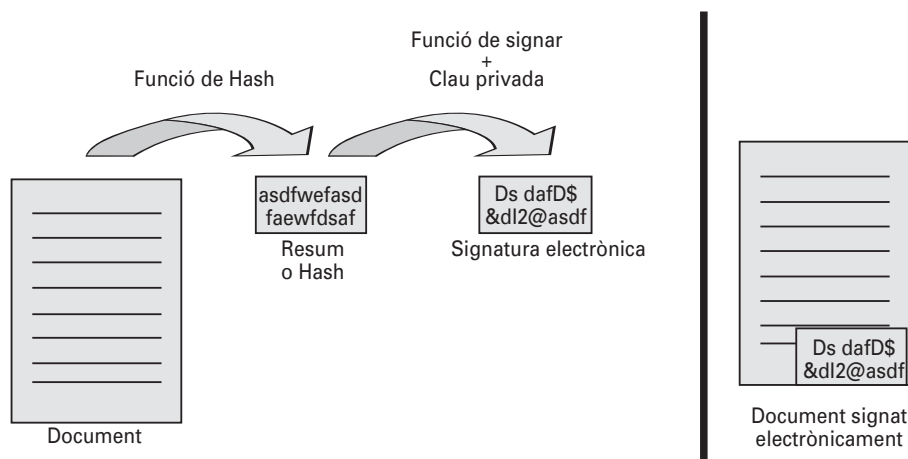 Funció de Hash
Funció de signar
+
Clau privada
asdfwefasd
faewfdsaf
Resum
o Hash
Ds dafD$
&dl2@asdf
Signatura electrònica
Document
Ds dafD$
&dl2@asdf
Document signat
electrònicament